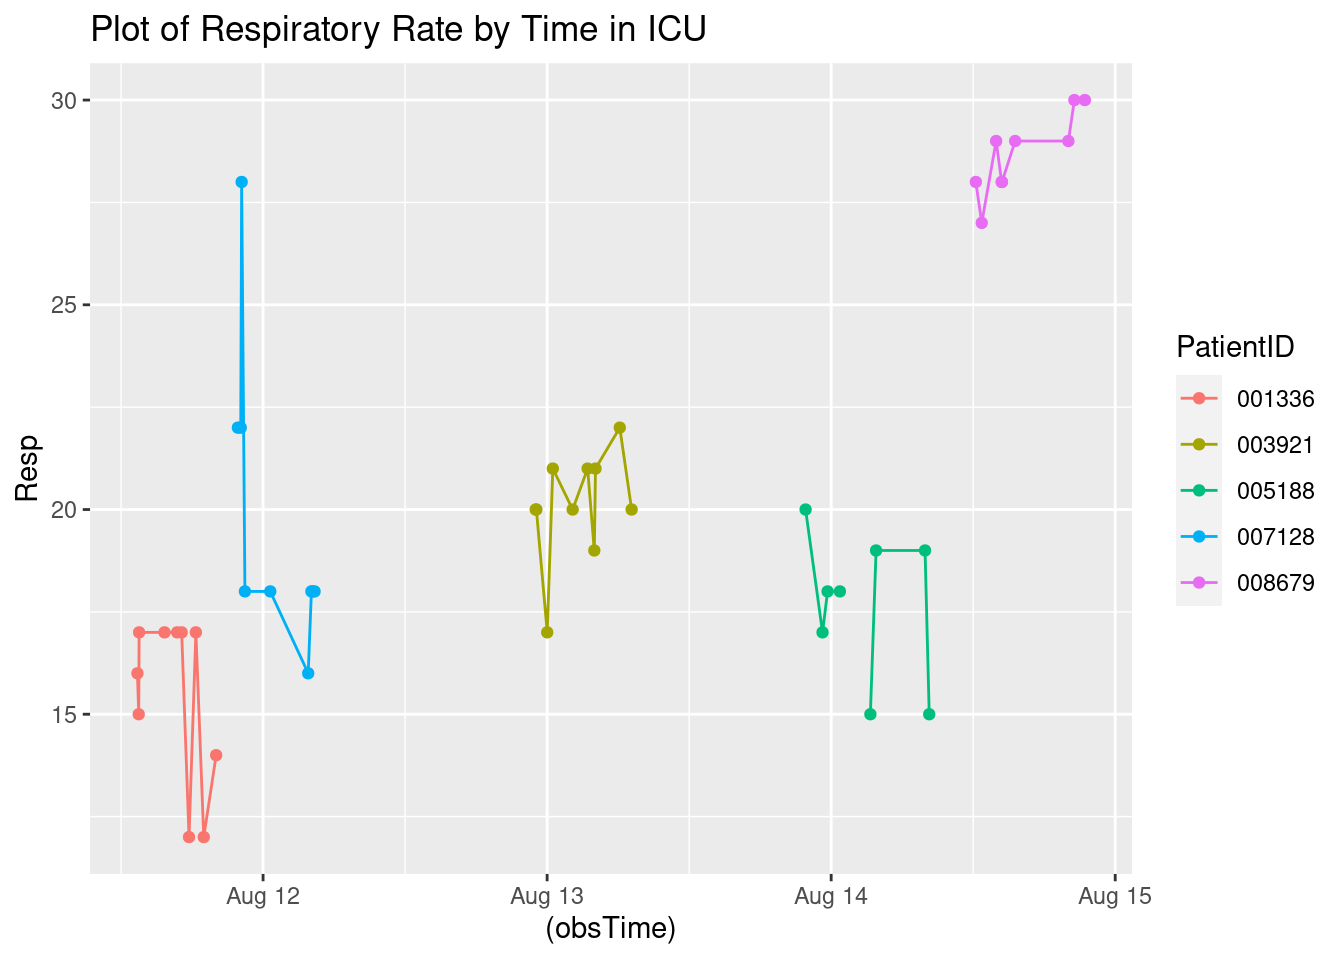 Plot of Respiratory Rate by Time in ICU
30
25
20
15
Resp
Aug 12
Aug 13
Aug 14
Aug 15
(obsTime)
PatientID
001336
003921
005188
007128
008679